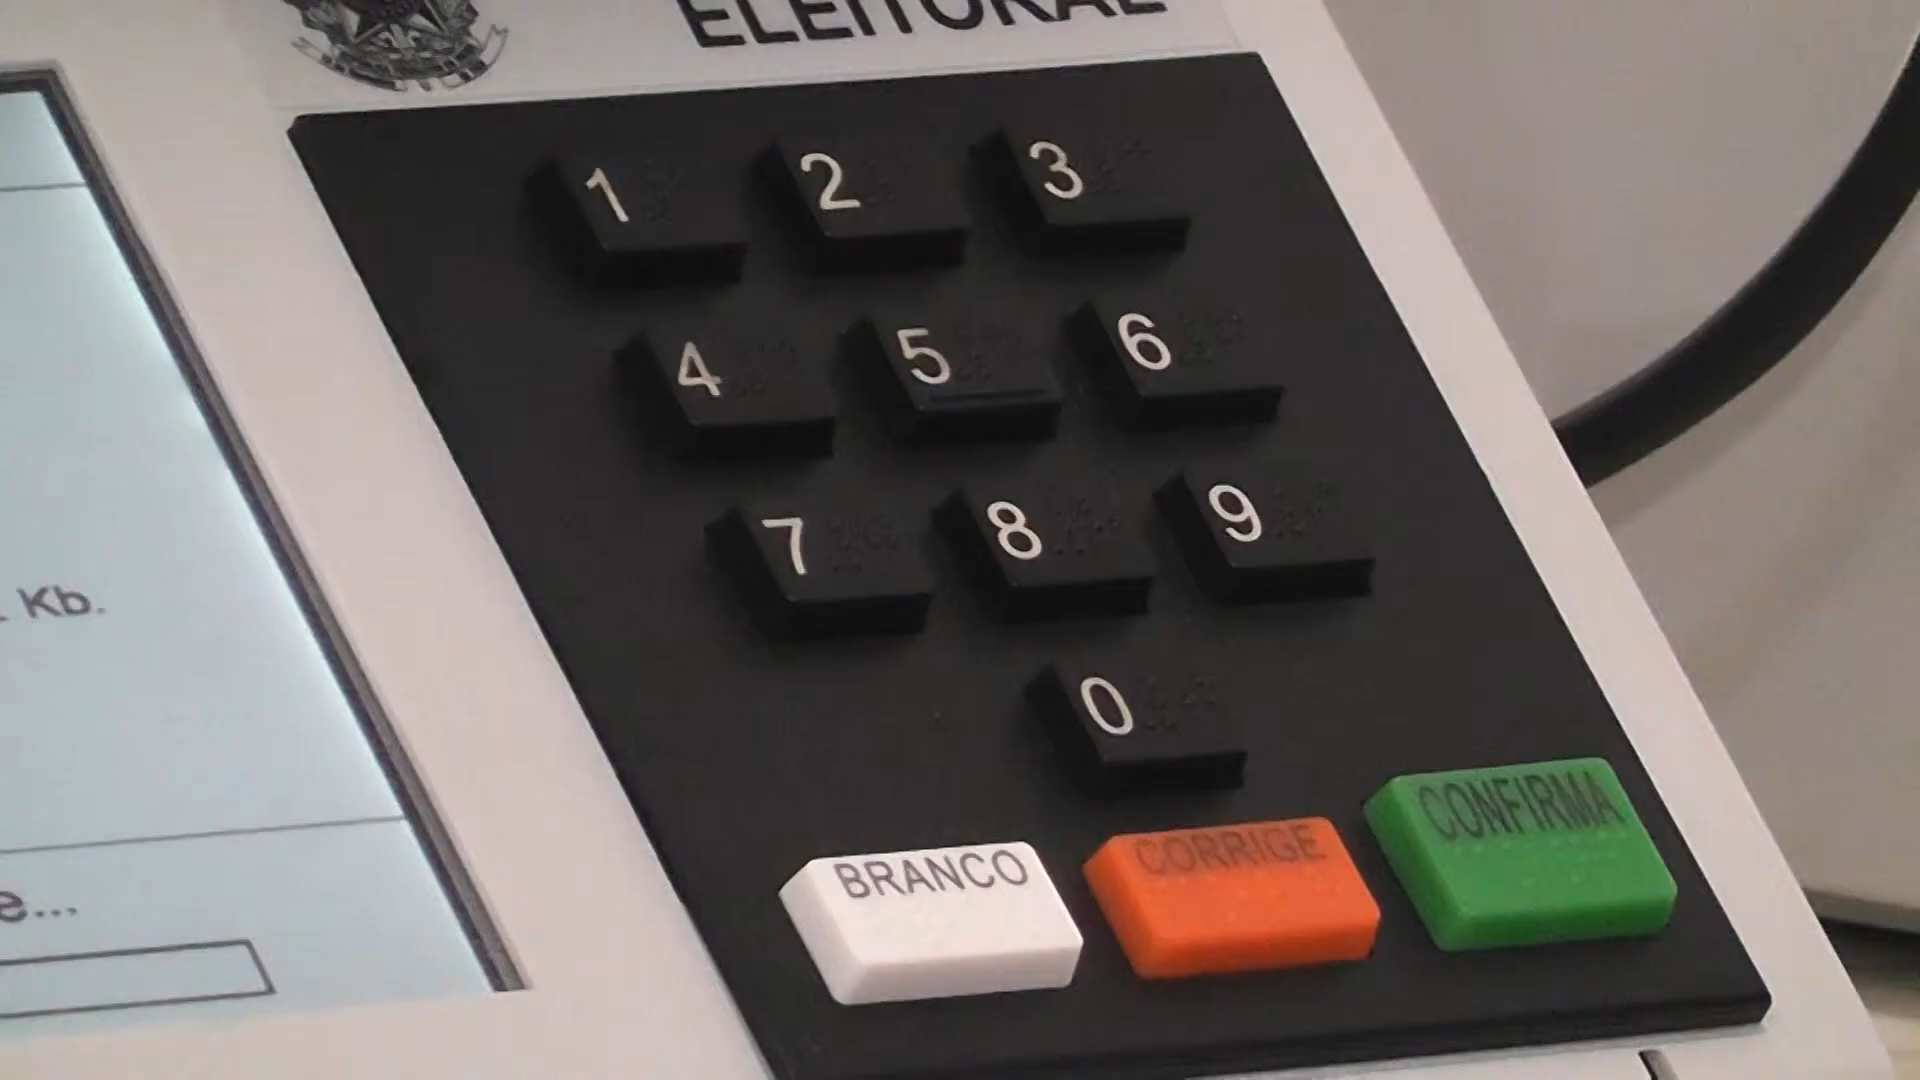 ELEITORAL
1 2 3
4 5 6
7 8 9
0
BRANCO CORRIGE CONFIRMA
Kb.
e...